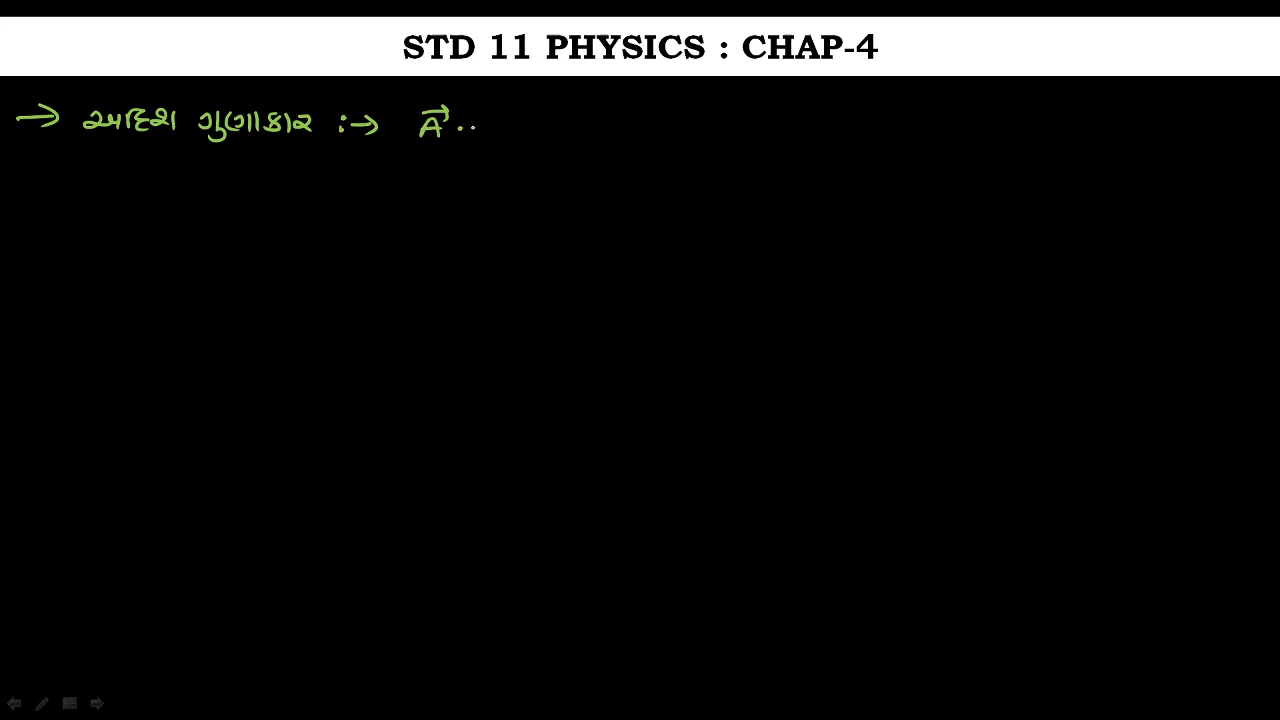 STD 11 PHYSICS : CHAP-4
→ અદિશ ગુણાકાર :→ A⃗ .